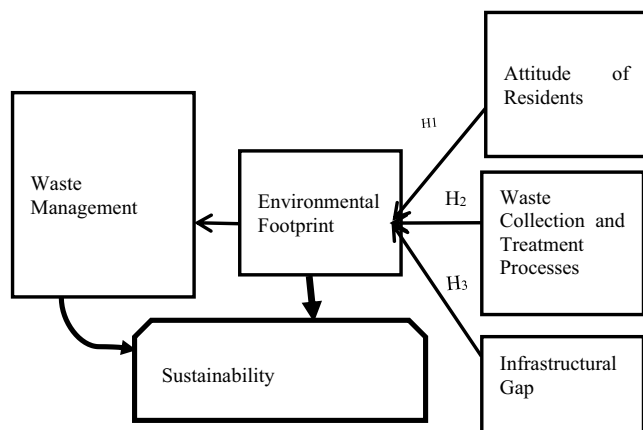 Attitude of
Residents
H1
Waste
Management
Environmental
Footprint
H2
Waste
Collection and
Treatment
Processes
H3
Sustainability
Infrastructural
Gap